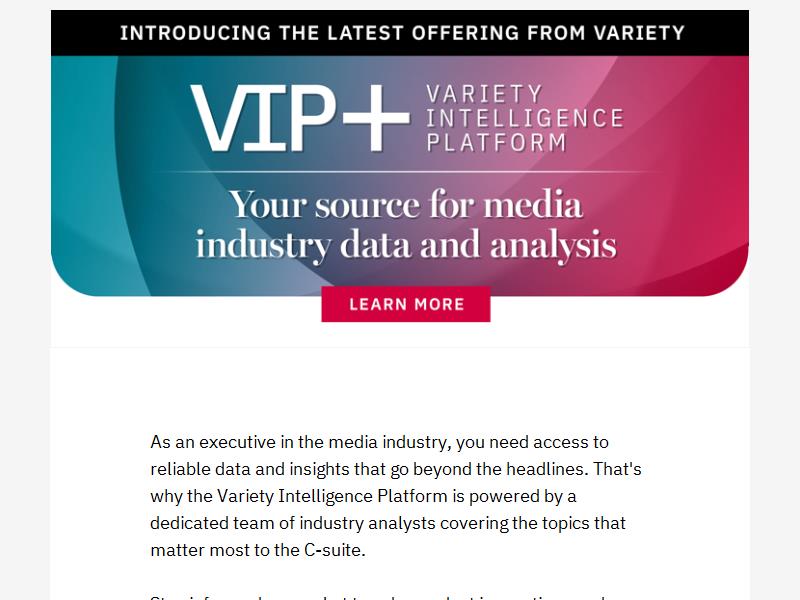 INTRODUCING THE LATEST OFFERING FROM VARIETY
VIP+
VARIETY
INTELLIGENCE
PLATFORM
Your source for media
industry data and analysis
LEARN MORE
As an executive in the media industry, you need access to
reliable data and insights that go beyond the headlines. That's
why the Variety Intelligence Platform is powered by a
dedicated team of industry analysts covering the topics that
matter most to the C-suite.